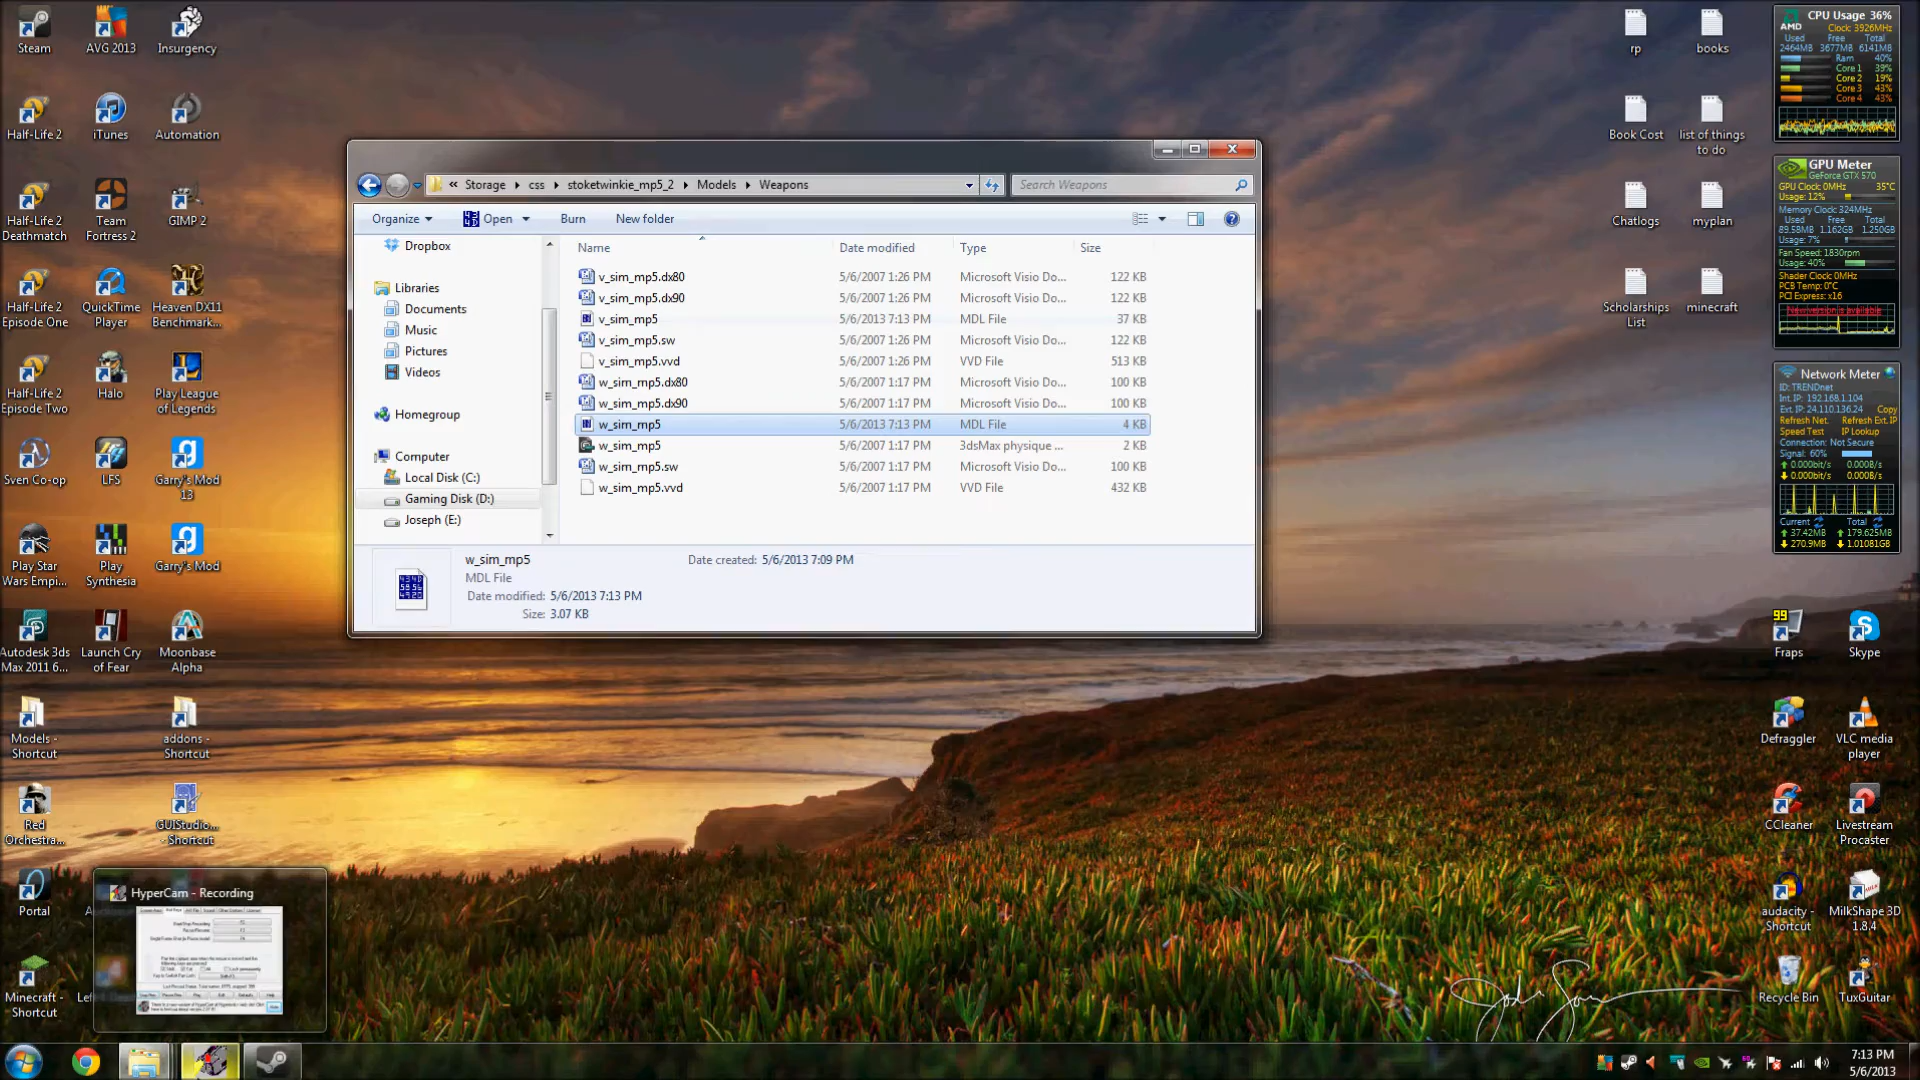 Steam
AVG 2013
Insurgency
Half-Life 2
iTunes
Automation
Half-Life 2
Deathmatch
Team
Fortress 2
GIMP 2
Half-Life 2
Episode One
QuickTime
Player
Heaven DX11
Benchmark...
Half-Life 2
Episode Two
Halo
Play League
of Legends
Sven Co-op
LFS
Garry's Mod
13
Play Star
Wars Empi...
Play
Synthesia
Garry's Mod
Autodesk 3ds
Max 2011 6...
Launch Cry
of Fear
Moonbase
Alpha
Models -
Shortcut
addons -
Shortcut
Red
Orchestra...
GUIStudio...
- Shortcut
Portal
Minecraft -
Shortcut
HyperCam - Recording
« Storage css stoketwinkie_mp5_2 Models Weapons
Search Weapons
Organize Open Burn New folder
Dropbox
Libraries
Documents
Music
Pictures
Videos
Homegroup
Computer
Local Disk (C:)
Gaming Disk (D:)
Joseph (E:)
Name Date modified Type Size
v_sim_mp5.dx80 5/6/2007 1:26 PM Microsoft Visio Do... 122 KB
v_sim_mp5.dx90 5/6/2007 1:26 PM Microsoft Visio Do... 122 KB
v_sim_mp5 5/6/2013 7:13 PM MDL File 37 KB
v_sim_mp5.sw 5/6/2007 1:26 PM Microsoft Visio Do... 122 KB
v_sim_mp5.vvd 5/6/2007 1:26 PM VVD File 513 KB
w_sim_mp5.dx80 5/6/2007 1:17 PM Microsoft Visio Do... 100 KB
w_sim_mp5.dx90 5/6/2007 1:17 PM Microsoft Visio Do... 100 KB
w_sim_mp5 5/6/2013 7:13 PM MDL File 4 KB
w_sim_mp5 5/6/2007 1:17 PM 3dsMax physique ... 2 KB
w_sim_mp5.sw 5/6/2007 1:17 PM Microsoft Visio Do... 100 KB
w_sim_mp5.vvd 5/6/2007 1:17 PM VVD File 432 KB
w_sim_mp5 Date created: 5/6/2013 7:09 PM
MDL File
Date modified: 5/6/2013 7:13 PM
Size: 3.07 KB
rp
books
Book Cost
list of things
to do
Chatlogs
myplan
Scholarships
List
minecraft
CPU Usage 36%
AMD Clock: 3926MHz
Used Free Total
2464MB 3677MB 6141MB
Ram 40%
Core 1 39%
Core 2 19%
Core 3 43%
Core 4 43%
GPU Meter
GeForce GTX 570
GPU Clock: 0MHz 35°C
Usage: 12%
Memory Clock: 324MHz
Used Free Total
89.58MB 1.162GB 1.250GB
Usage: 7%
Fan Speed: 1830rpm
Usage: 40%
Shader Clock: 0MHz
PCB Temp: 0°C
PCI Express: x16
New version is available
Network Meter
ID: TRENDnet
Int. IP: 192.168.1.104
Ext. IP: 24.110.136.24 Copy
Refresh Net. Refresh Ext. IP
Speed Test IP Lookup
Connection: Not Secure
Signal: 60%
0.000bit/s 0.000B/s
0.000bit/s 0.000B/s
Current Total
37.42MB 179.625MB
270.9MB 1.01081GB
99
Fraps
Skype
Defraggler
VLC media
player
CCleaner
Livestream
Procaster
audacity -
Shortcut
MilkShape 3D
1.8.4
Recycle Bin
TuxGuitar
7:13 PM
5/6/2013